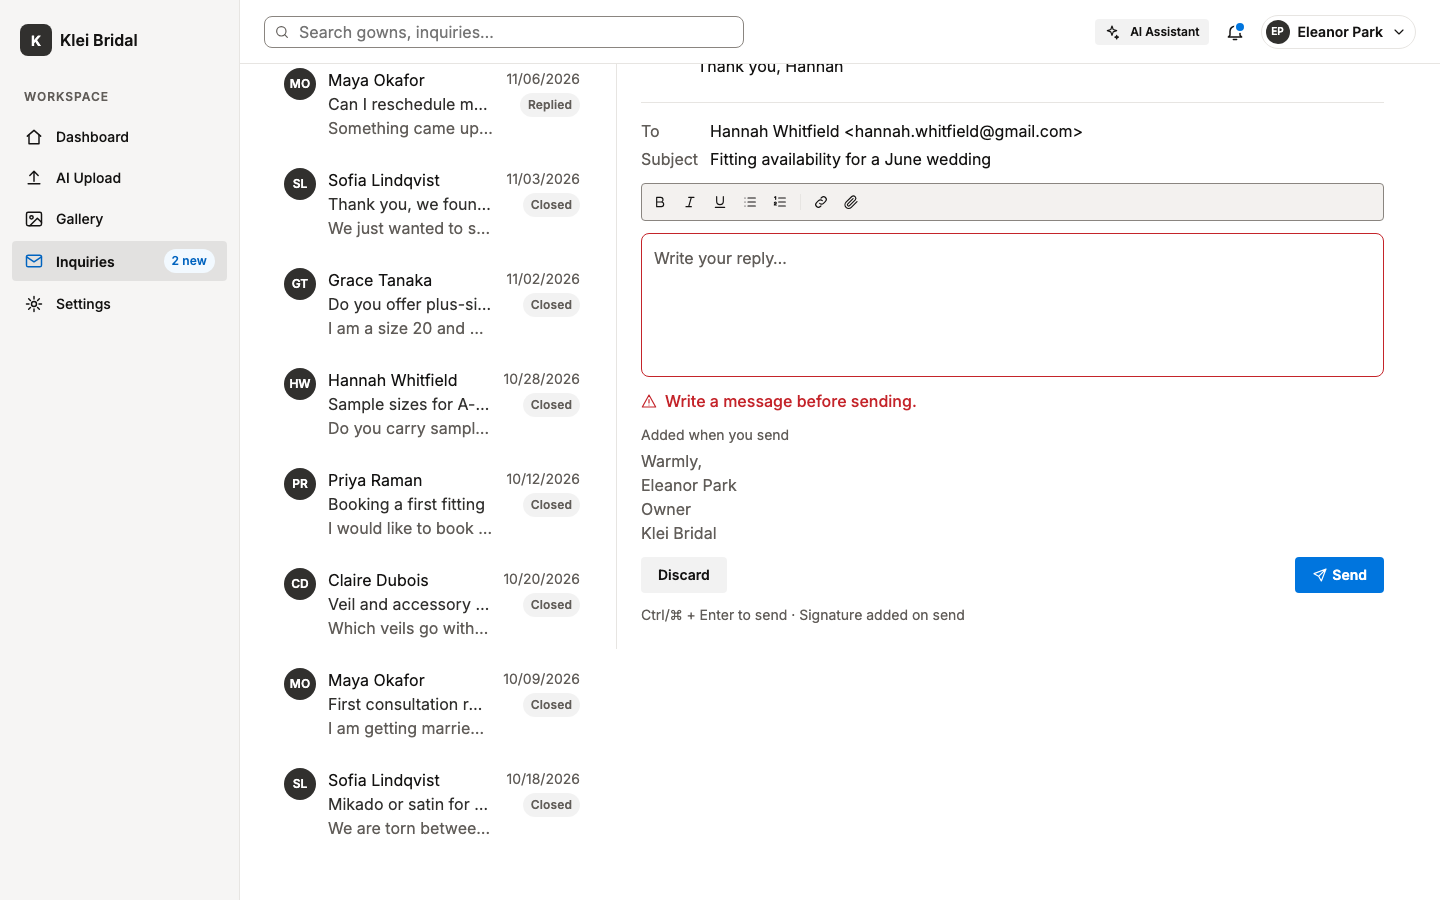 K Klei Bridal
WORKSPACE
Dashboard
AI Upload
Gallery
Inquiries 2 new
Settings
Search gowns, inquiries...
AI Assistant
EP Eleanor Park
MO Maya Okafor 11/06/2026
Can I reschedule m... Replied
Something came up...
SL Sofia Lindqvist 11/03/2026
Thank you, we foun... Closed
We just wanted to s...
GT Grace Tanaka 11/02/2026
Do you offer plus-si... Closed
I am a size 20 and ...
HW Hannah Whitfield 10/28/2026
Sample sizes for A-... Closed
Do you carry sampl...
PR Priya Raman 10/12/2026
Booking a first fitting Closed
I would like to book ...
CD Claire Dubois 10/20/2026
Veil and accessory ... Closed
Which veils go with...
MO Maya Okafor 10/09/2026
First consultation r... Closed
I am getting marrie...
SL Sofia Lindqvist 10/18/2026
Mikado or satin for ... Closed
We are torn betwee...
Thank you, Hannah
To Hannah Whitfield <hannah.whitfield@gmail.com>
Subject Fitting availability for a June wedding
B I U
Write your reply...
Write a message before sending.
Added when you send
Warmly,
Eleanor Park
Owner
Klei Bridal
Discard Send
Ctrl/⌘ + Enter to send · Signature added on send